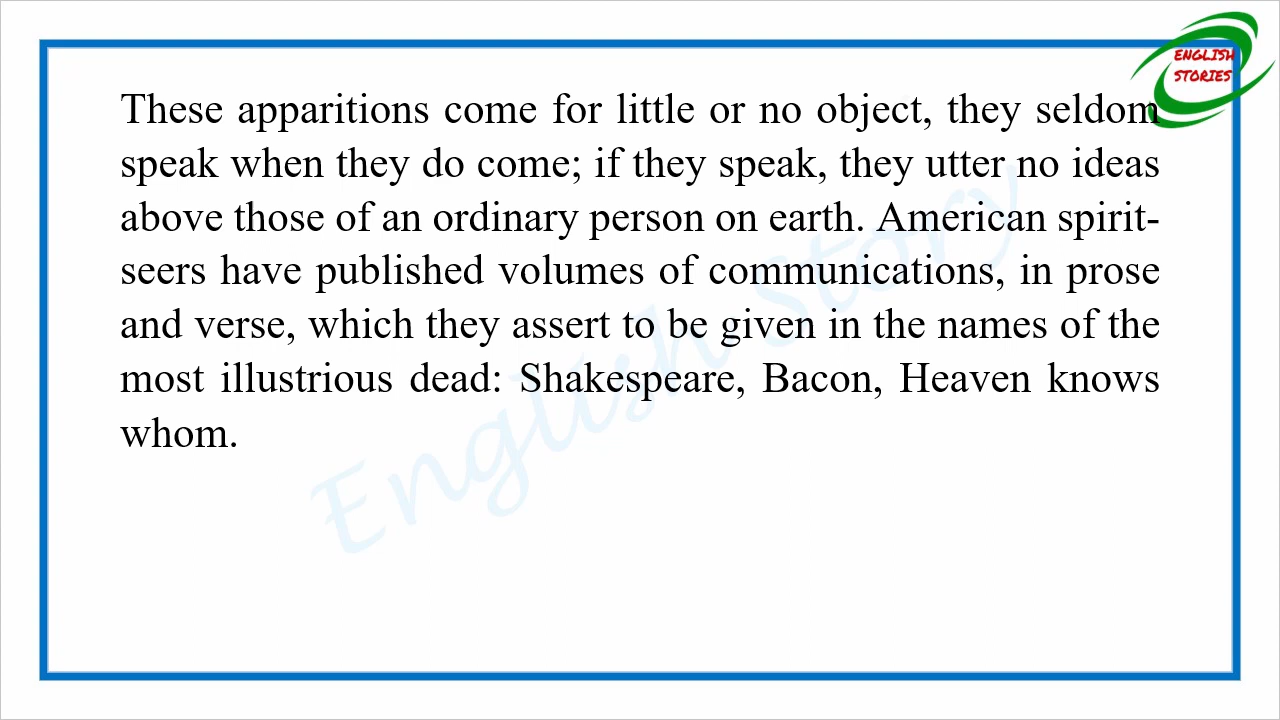 ENGLISH
STORIES
These apparitions come for little or no object, they seldom
speak when they do come; if they speak, they utter no ideas
above those of an ordinary person on earth. American spirit-
seers have published volumes of communications, in prose
and verse, which they assert to be given in the names of the
most illustrious dead: Shakespeare, Bacon, Heaven knows
whom.
English Story